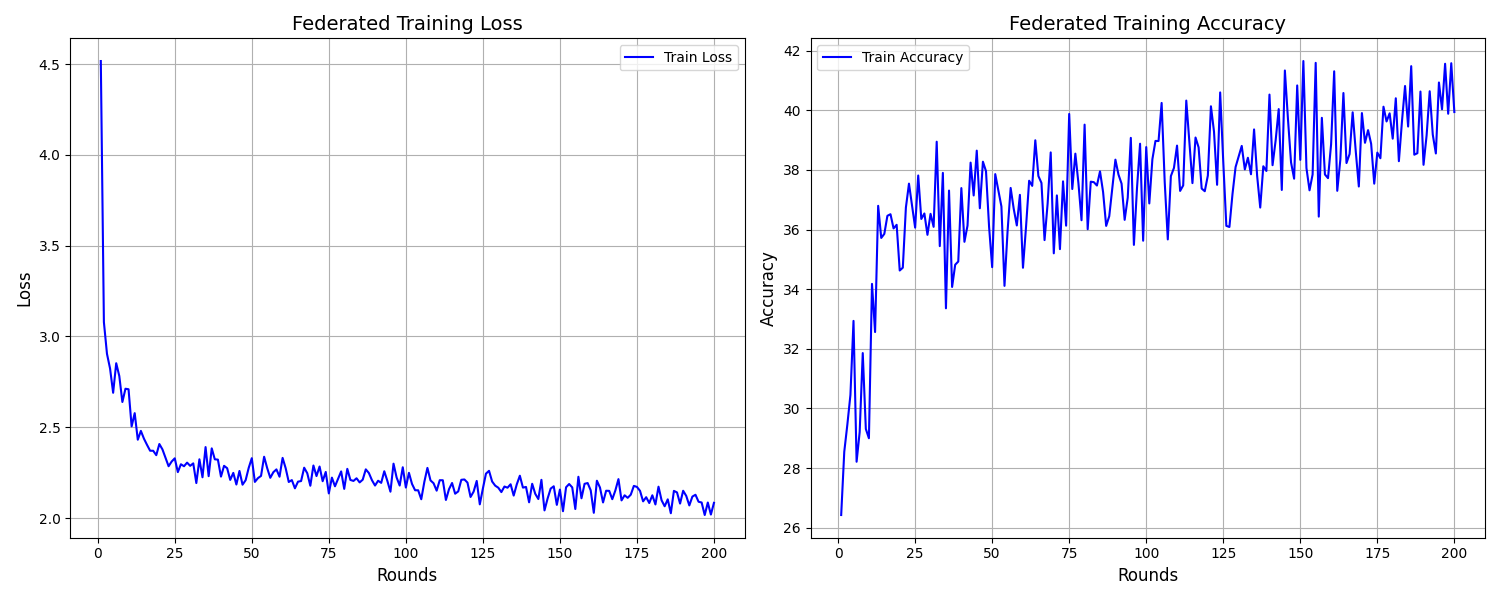 Federated Training Loss
4.5
4.0
3.5
3.0
2.5
2.0
Loss
0 25 50 75 100 125 150 175 200
Rounds
Train Loss
Federated Training Accuracy
42
40
38
36
34
32
30
28
26
Accuracy
0 25 50 75 100 125 150 175 200
Rounds
Train Accuracy